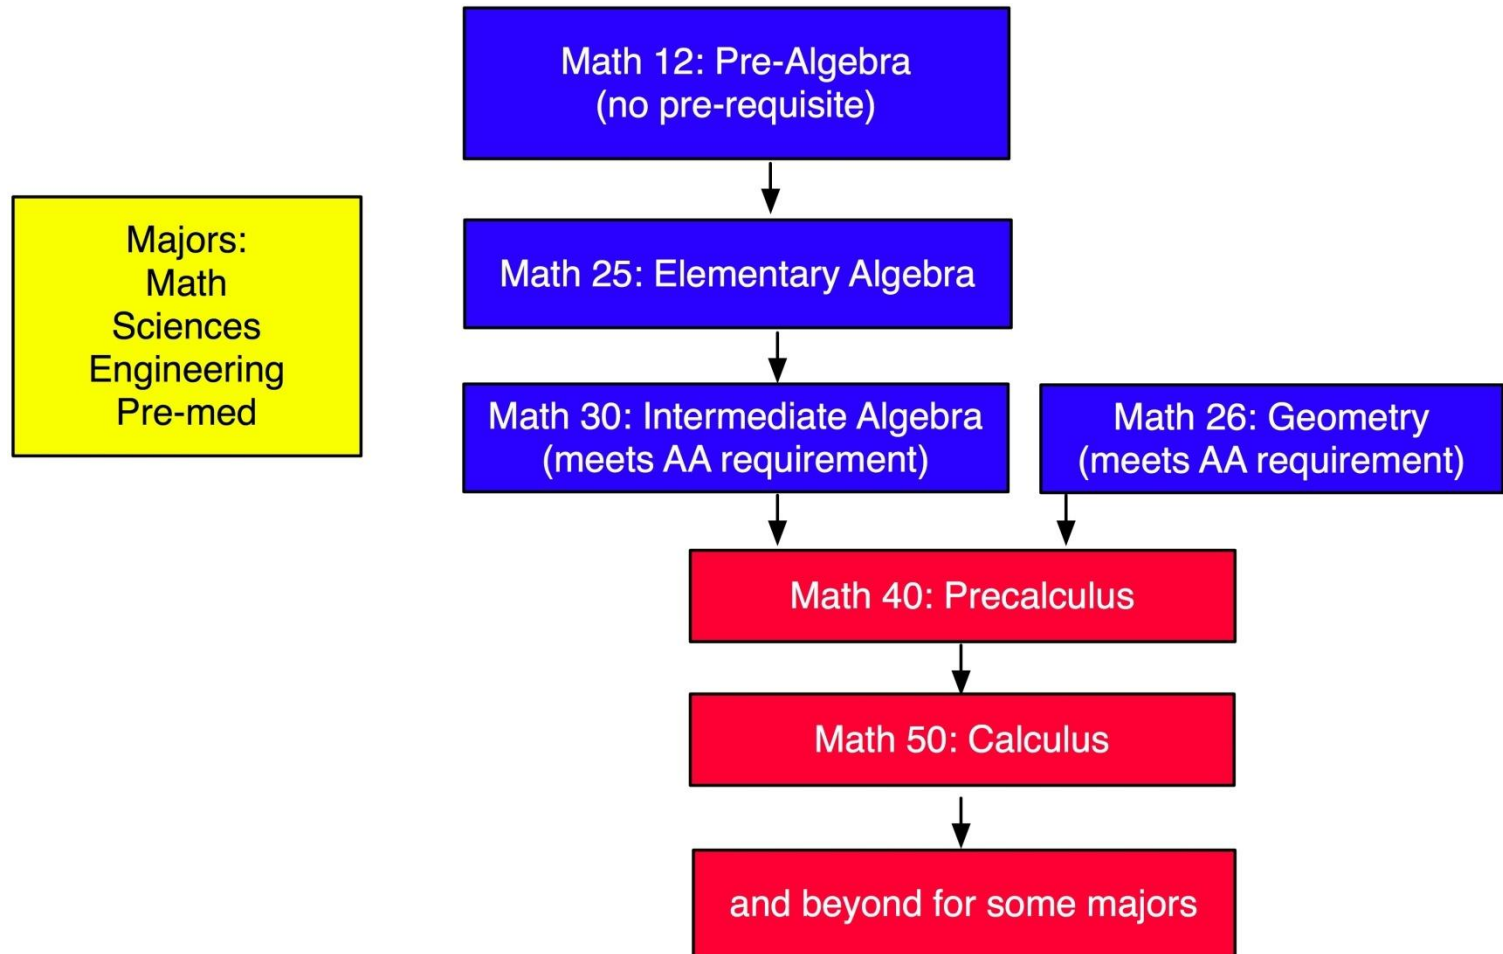 Math 12: Pre-Algebra
(no pre-requisite)
Majors:
Math
Sciences
Engineering
Pre-med
Math 25: Elementary Algebra
Math 30: Intermediate Algebra
(meets AA requirement)
Math 26: Geometry
(meets AA requirement)
Math 40: Precalculus
Math 50: Calculus
and beyond for some majors